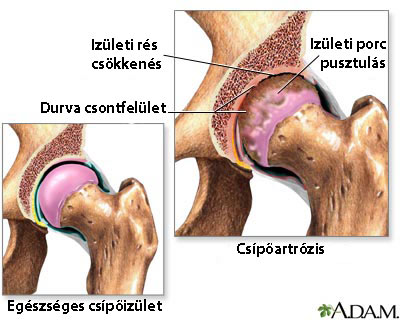 Izületi rés
csökkenés
Izületi porc
pusztulás
Durva csontfelület
Csípőartrózis
Egészséges csípőizület
A.D.A.M.